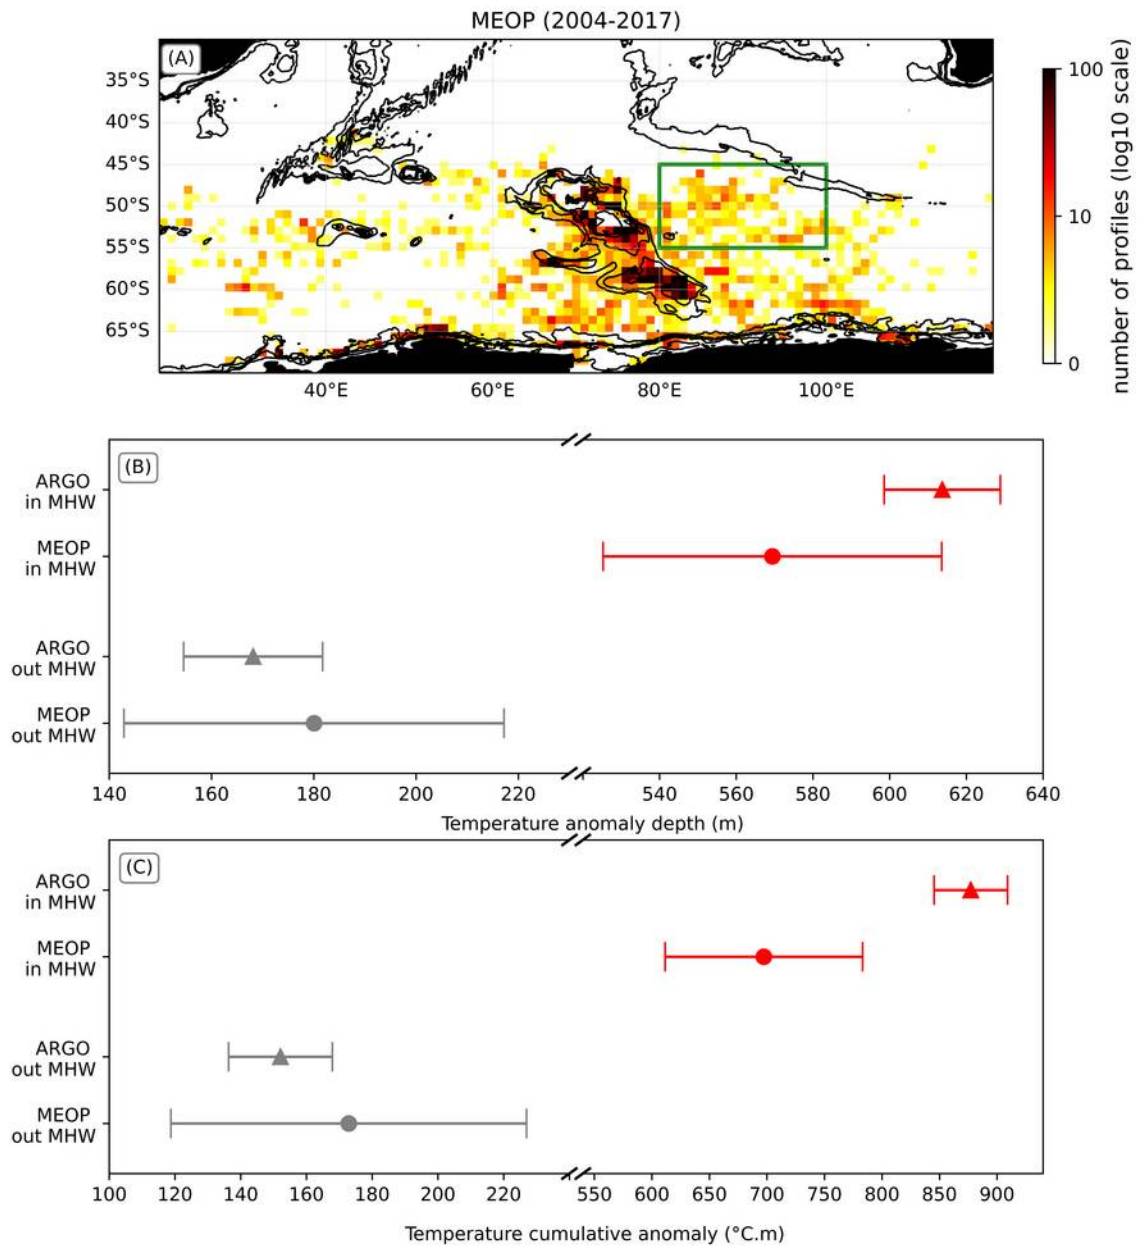 MEOP (2004-2017)
(A)
35°S
40°S
45°S
50°S
55°S
60°S
65°S
40°E
60°E
80°E
100°E
100
10
0
number of profiles (log10 scale)
(B)
ARGO
in MHW
MEOP
in MHW
ARGO
out MHW
MEOP
out MHW
140 160 180 200 220 540 560 580 600 620 640
Temperature anomaly depth (m)
(C)
ARGO
in MHW
MEOP
in MHW
ARGO
out MHW
MEOP
out MHW
100 120 140 160 180 200 220 550 600 650 700 750 800 850 900
Temperature cumulative anomaly (°C.m)